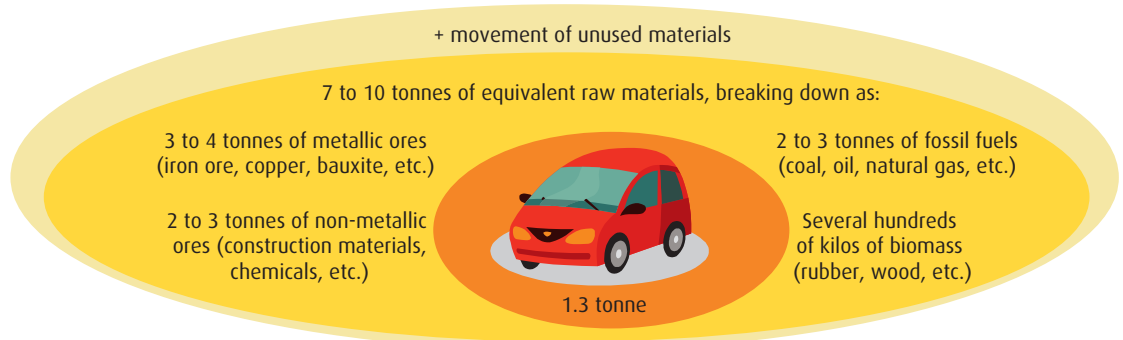 + movement of unused materials
7 to 10 tonnes of equivalent raw materials, breaking down as:
3 to 4 tonnes of metallic ores
(iron ore, copper, bauxite, etc.)
2 to 3 tonnes of fossil fuels
(coal, oil, natural gas, etc.)
2 to 3 tonnes of non-metallic
ores (construction materials,
chemicals, etc.)
Several hundreds
of kilos of biomass
(rubber, wood, etc.)
1.3 tonne